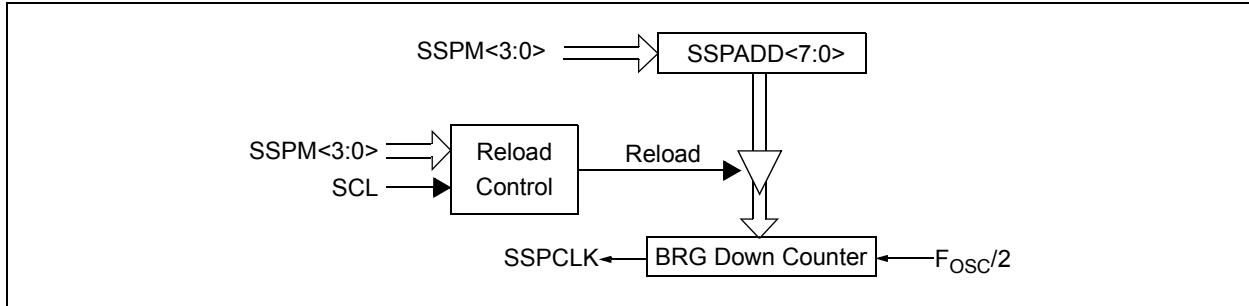 SSPM<3:0>
SSPADD<7:0>
SSPM<3:0>
SCL
Reload
Control
Reload
SSPCLK
BRG Down Counter
FOSC/2